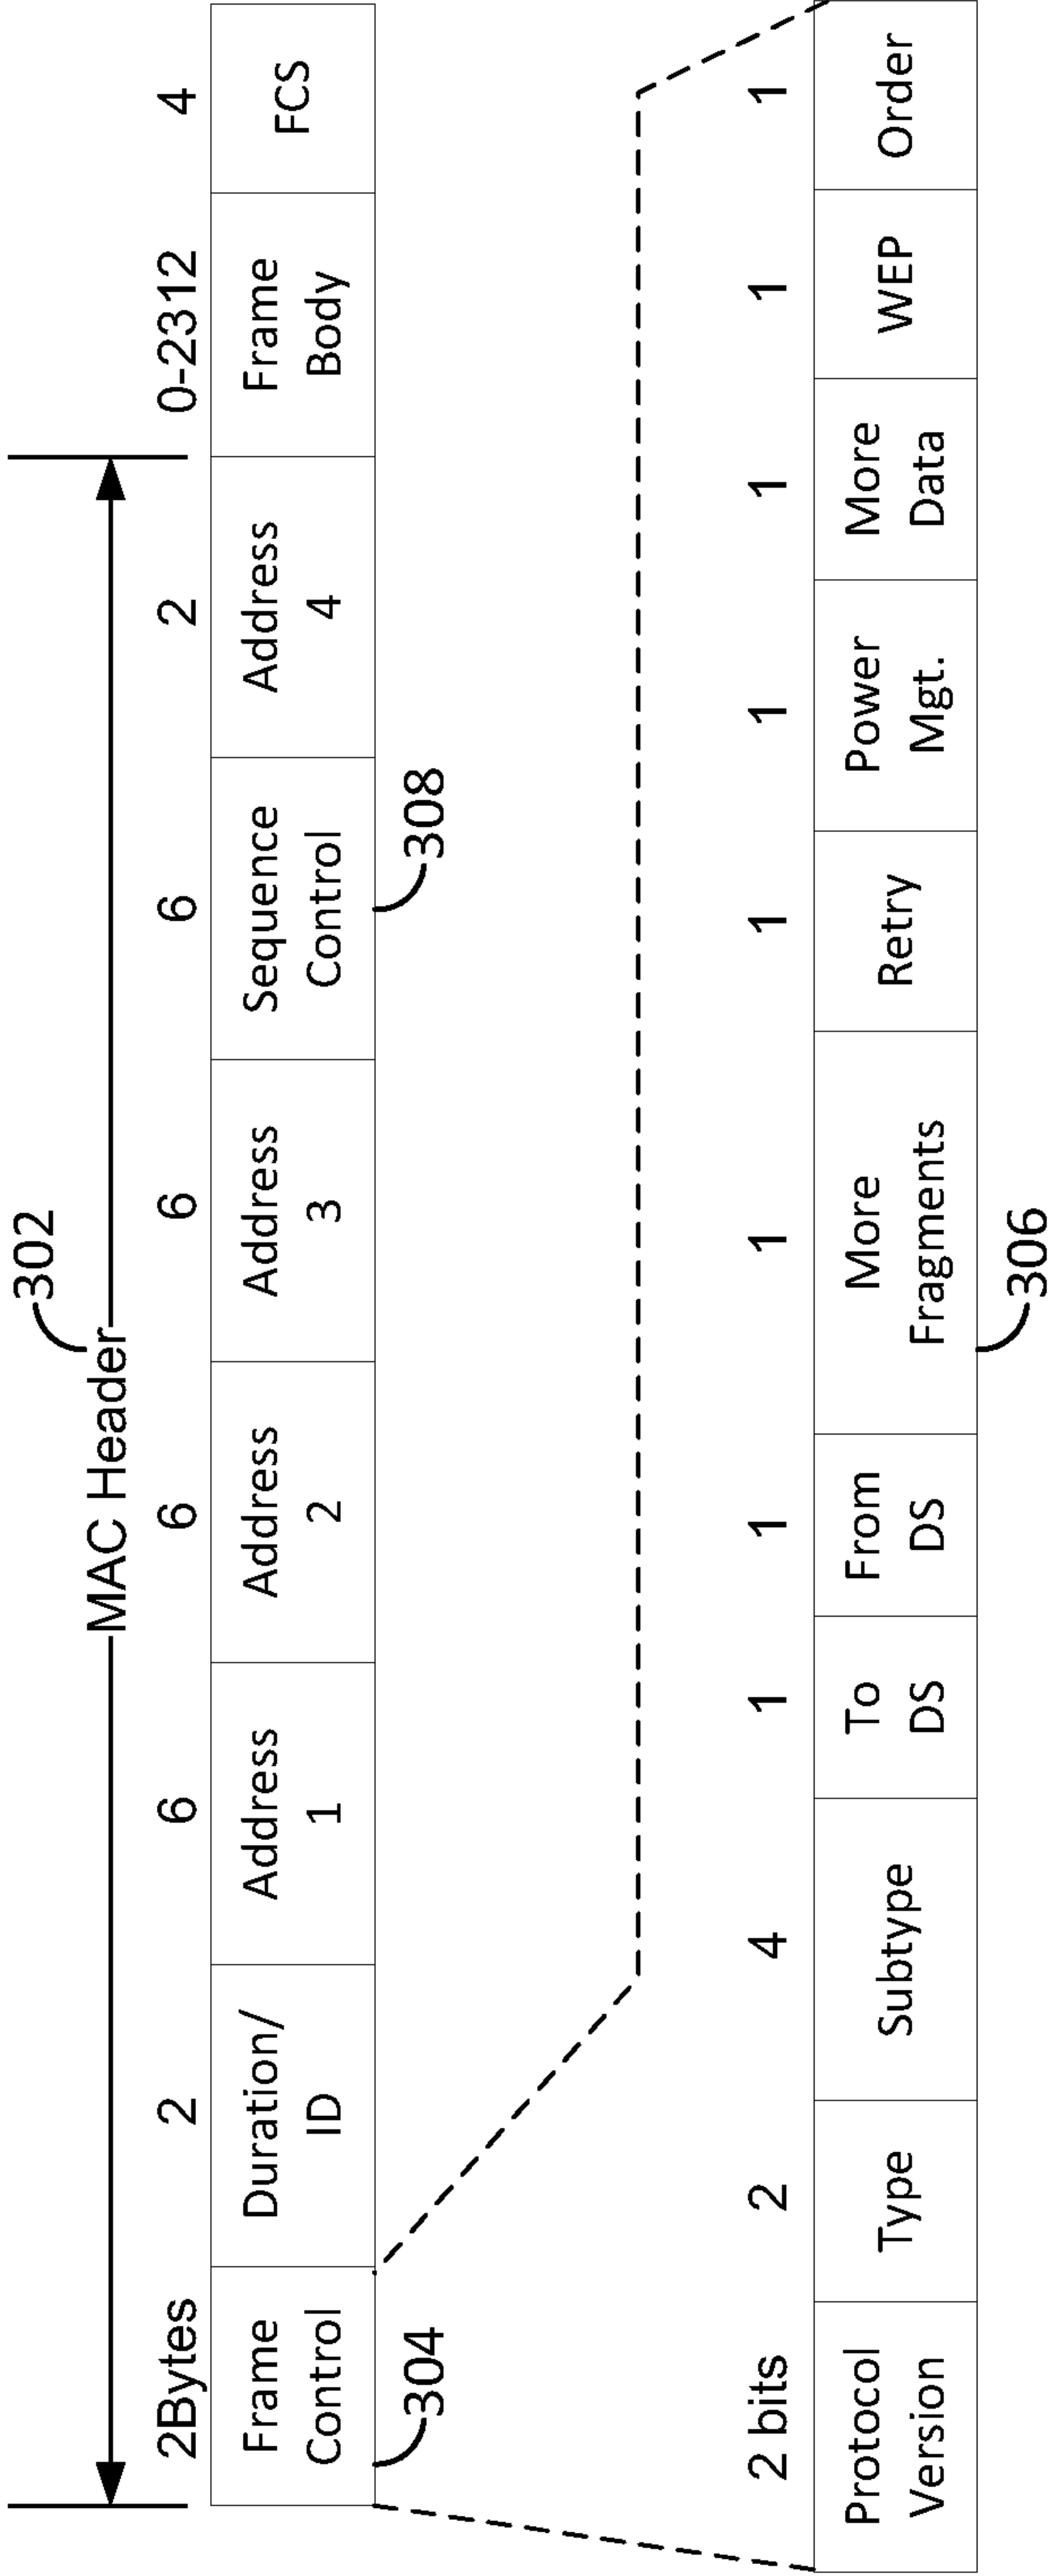 302
MAC Header
2Bytes 2 6 6 6 6 2 0-2312 4
Frame Control
Duration/ ID
Address 1
Address 2
Address 3
Sequence Control
Address 4
Frame Body
FCS
304
308
2 bits 2 4 1 1 1 1 1 1 1 1
Protocol Version
Type
Subtype
To DS
From DS
More Fragments
Retry
Power Mgt.
More Data
WEP
Order
306